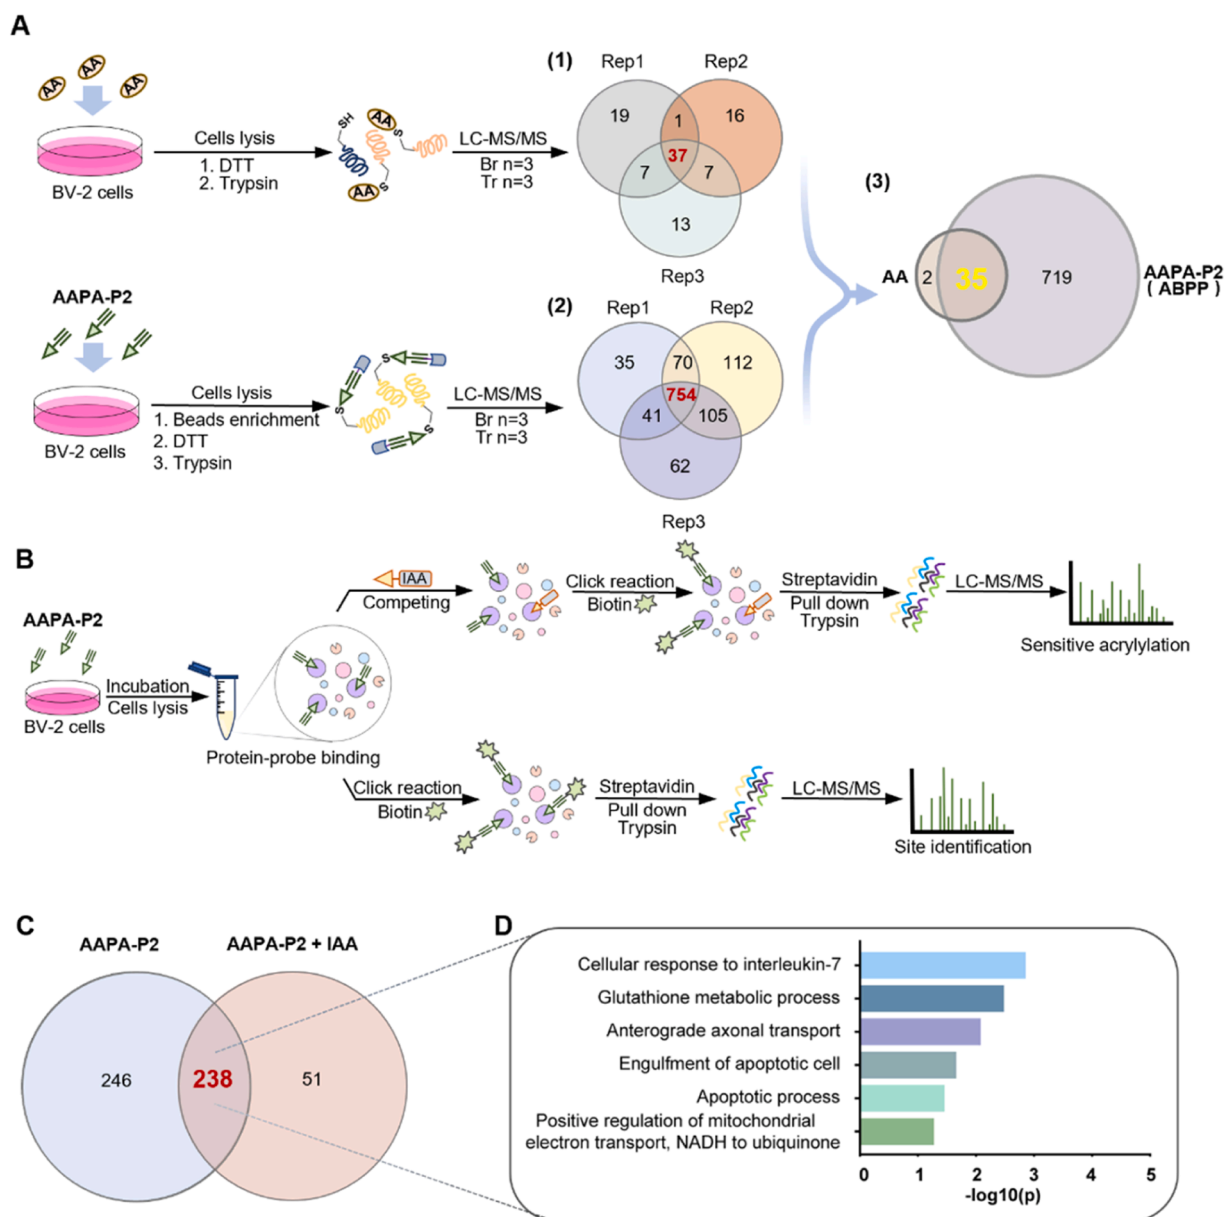 A
AA
AA
AA
BV-2 cells
Cells lysis
1. DTT
2. Trypsin
SH
AA
S
AA
S
LC-MS/MS
Br n=3
Tr n=3
(1)
Rep1
Rep2
19
1
16
37
7
7
13
Rep3
AAPA-P2
BV-2 cells
Cells lysis
1. Beads enrichment
2. DTT
3. Trypsin
S
S
S
LC-MS/MS
Br n=3
Tr n=3
(2)
Rep1
Rep2
35
70
112
754
41
105
62
Rep3
(3)
AA
2
35
719
AAPA-P2
( ABPP )
B
AAPA-P2
BV-2 cells
Incubation
Cells lysis
Protein-probe binding
IAA
Competing
Click reaction
Biotin
Streptavidin
Pull down
Trypsin
LC-MS/MS
Sensitive acrylylation
Click reaction
Biotin
Streptavidin
Pull down
Trypsin
LC-MS/MS
Site identification
C
AAPA-P2
AAPA-P2 + IAA
246
238
51
D
Cellular response to interleukin-7
Glutathione metabolic process
Anterograde axonal transport
Engulfment of apoptotic cell
Apoptotic process
Positive regulation of mitochondrial
electron transport, NADH to ubiquinone
0 1 2 3 4 5
-log10(p)